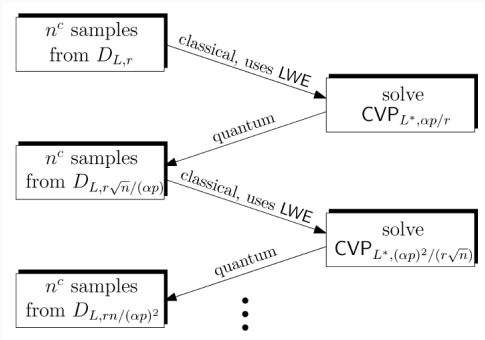 n^c samples
from D_{L,r}
classical, uses LWE
solve
CVP_{L*,αp/r}
quantum
n^c samples
from D_{L,r√n/(αp)}
classical, uses LWE
solve
CVP_{L*,(αp)^2/(r√n)}
quantum
n^c samples
from D_{L,rn/(αp)^2}